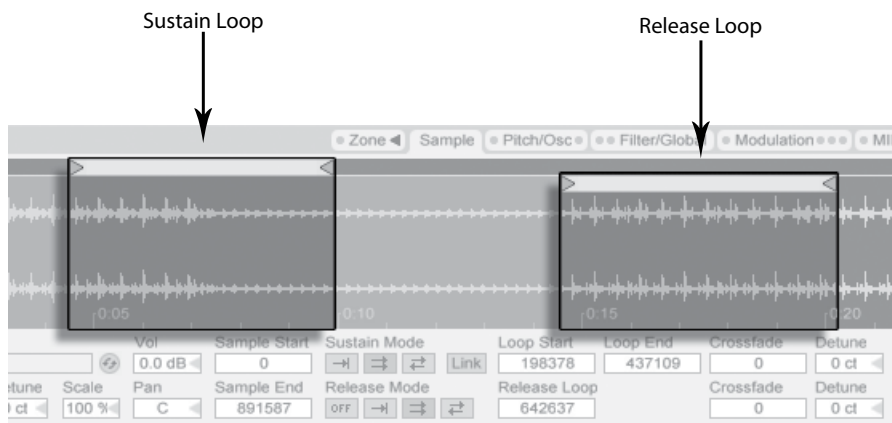 Sustain Loop
Release Loop
Zone Sample Pitch/Osc Filter/Global Modulation
0:05 0:10 0:15 0:20
Vol Sample Start Sustain Mode Loop Start Loop End Crossfade Detune
0.0 dB 0 Link 198378 437109 0 0 ct
Scale Pan Sample End Release Mode Release Loop Crossfade Detune
100 % C 891587 OFF 642637 0 0 ct